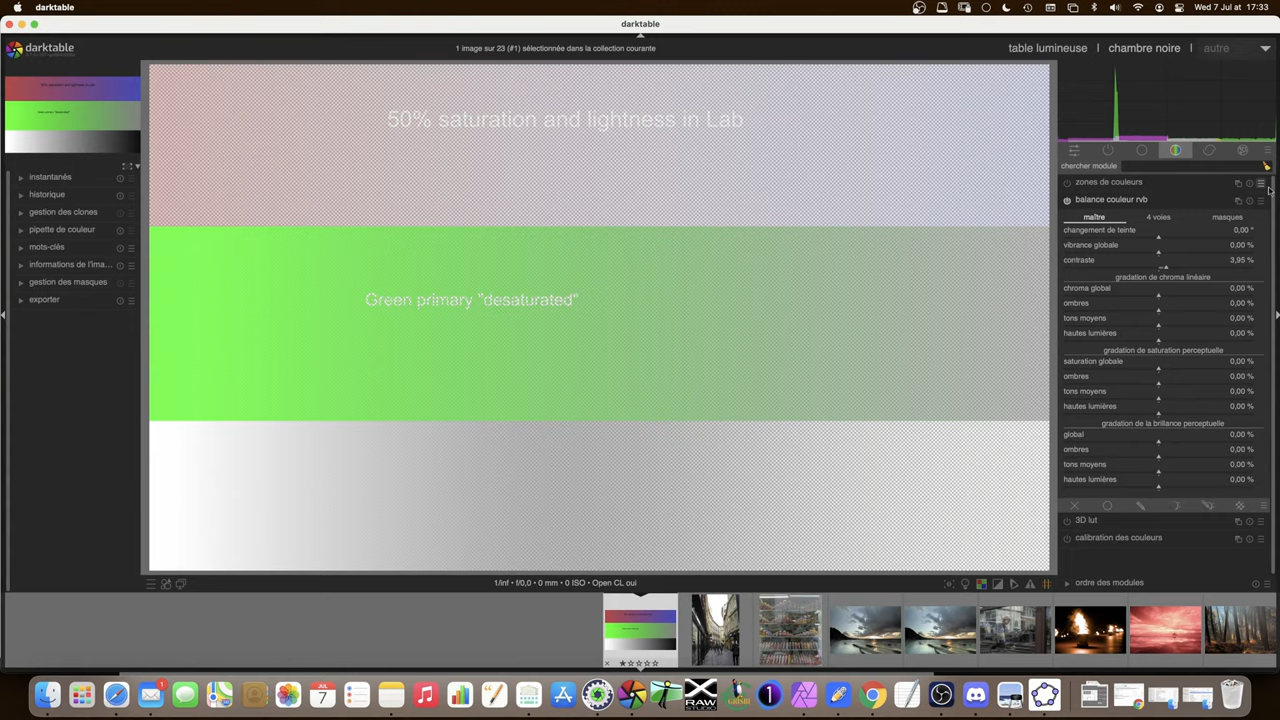 Wed 7 Jul at 17:33
darktable
darktable
1 image sur 23 (#1) sélectionnée dans la collection courante
table lumineuse | chambre noire | autre
chercher module
instantanés
historique
gestion des clones
pipette de couleur
mots-clés
informations de l'ima...
gestion des masques
exporter
50% saturation and lightness in Lab
Green primary "desaturated"
zones de couleurs
balance couleur rvb
maître 4 voies masques
changement de teinte 0,00 °
vibrance globale 0,00 %
contraste 3,95 %
gradation de chroma linéaire
chroma global 0,00 %
ombres 0,00 %
tons moyens 0,00 %
hautes lumières 0,00 %
gradation de saturation perceptuelle
saturation globale 0,00 %
ombres 0,00 %
tons moyens 0,00 %
hautes lumières 0,00 %
gradation de la brillance perceptuelle
global 0,00 %
ombres 0,00 %
tons moyens 0,00 %
hautes lumières 0,00 %
3D lut
calibration des couleurs
1/inf • f/0,0 • 0 mm • 0 ISO • Open CL oui
ordre des modules
JUL
7
1
X
RAW
STUDIO
1